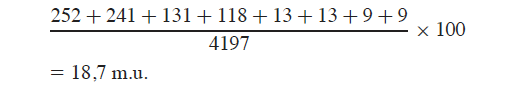 252 + 241 + 131 + 118 + 13 + 13 + 9 + 9
4197
× 100
= 18,7 m.u.